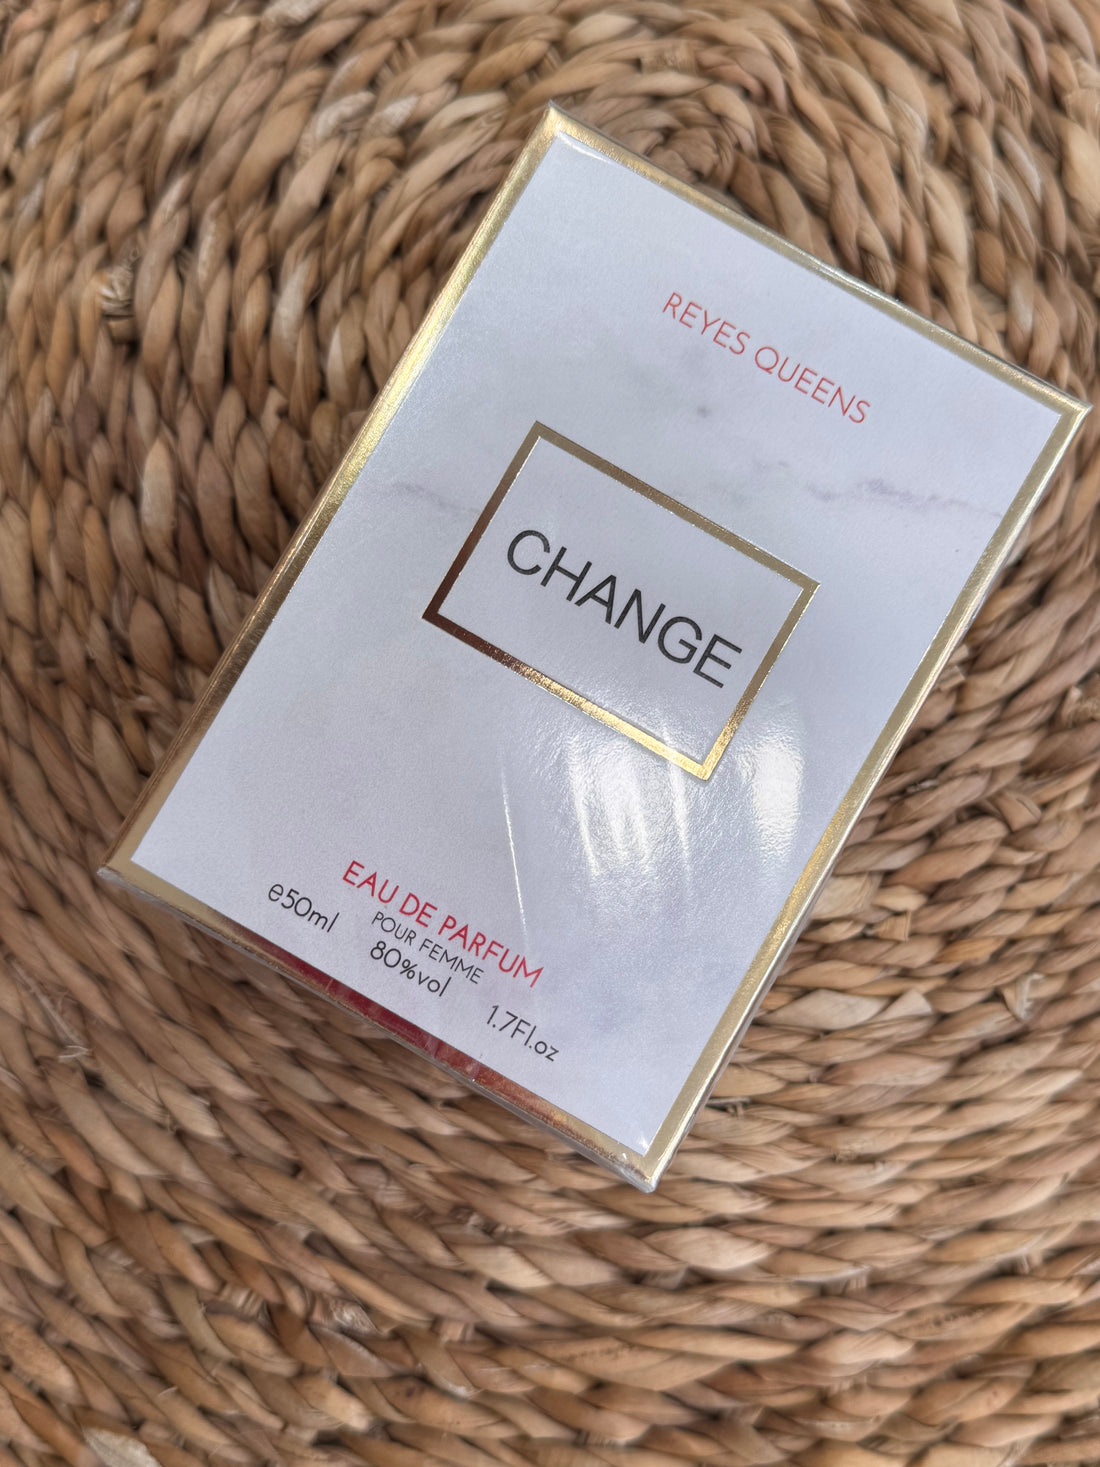 REYES QUEENS
CHANGE
EAU DE PARFUM
POUR FEMME
e50ml 80%vol 1.7Fl.oz